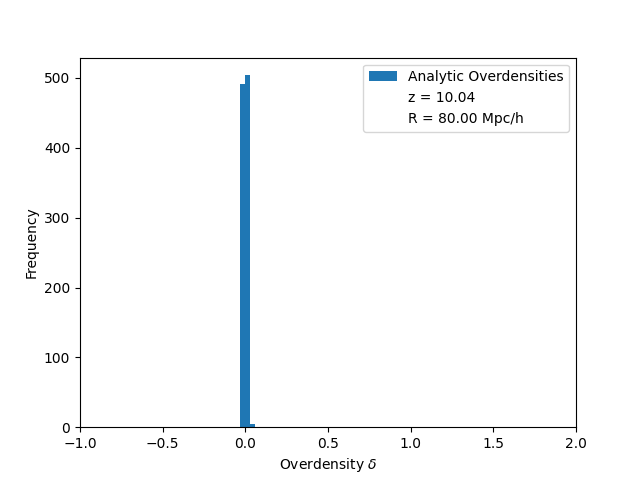 500
400
300
200
100
0
Frequency
Analytic Overdensities
z = 10.04
R = 80.00 Mpc/h
−1.0 −0.5 0.0 0.5 1.0 1.5 2.0
Overdensity δ